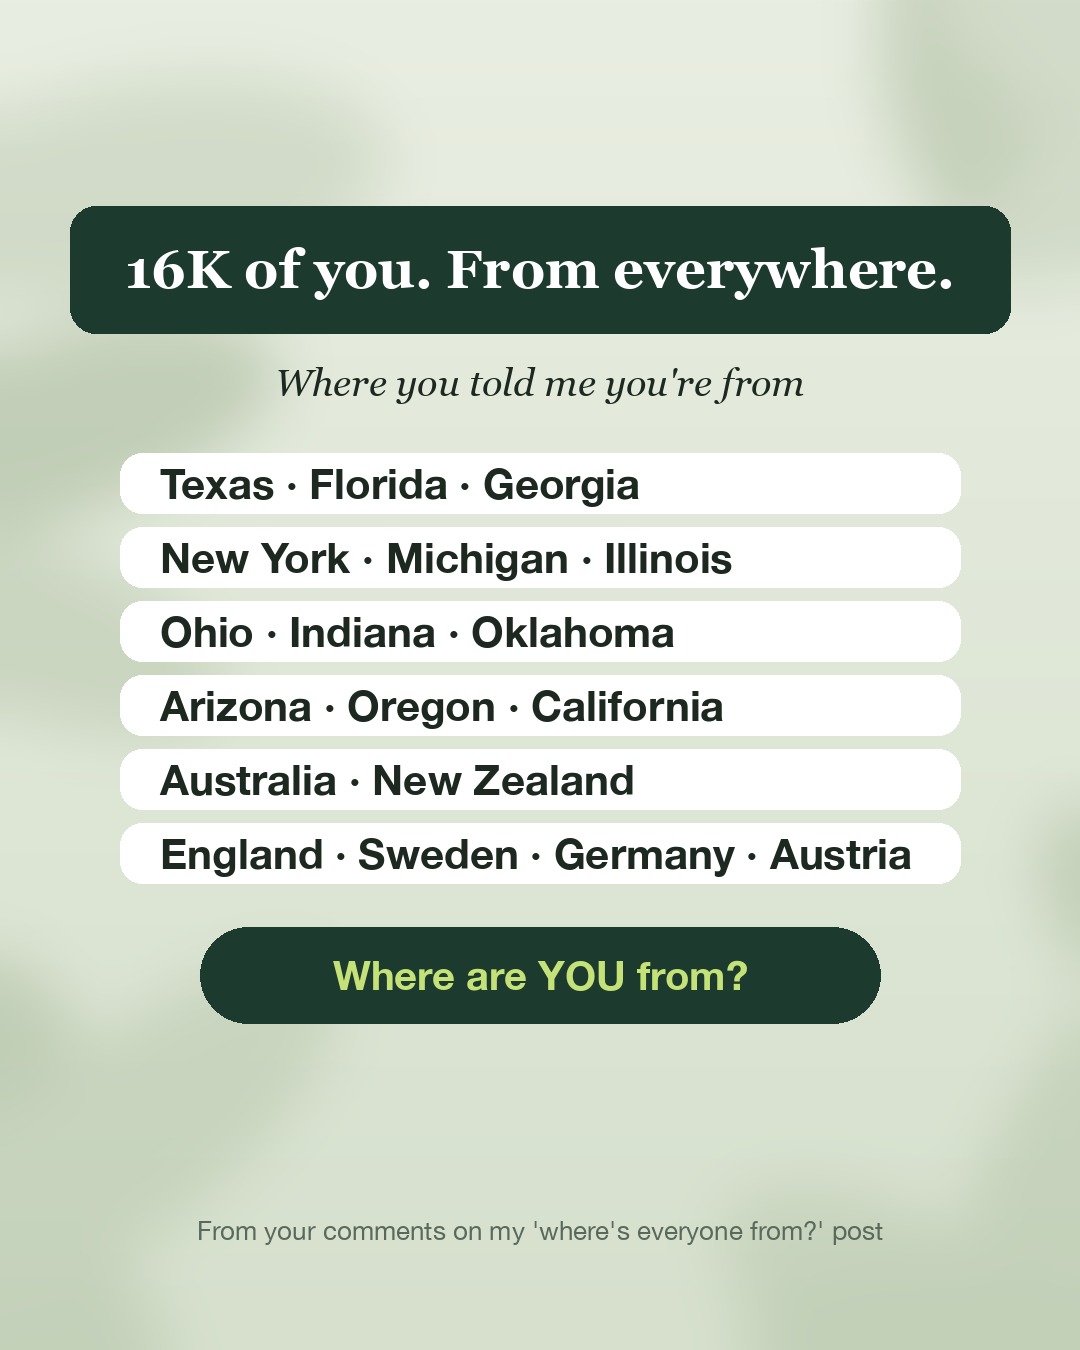 16K of you. From everywhere.
Where you told me you're from
Texas · Florida · Georgia
New York · Michigan · Illinois
Ohio · Indiana · Oklahoma
Arizona · Oregon · California
Australia · New Zealand
England · Sweden · Germany · Austria
Where are YOU from?
From your comments on my 'where's everyone from?' post